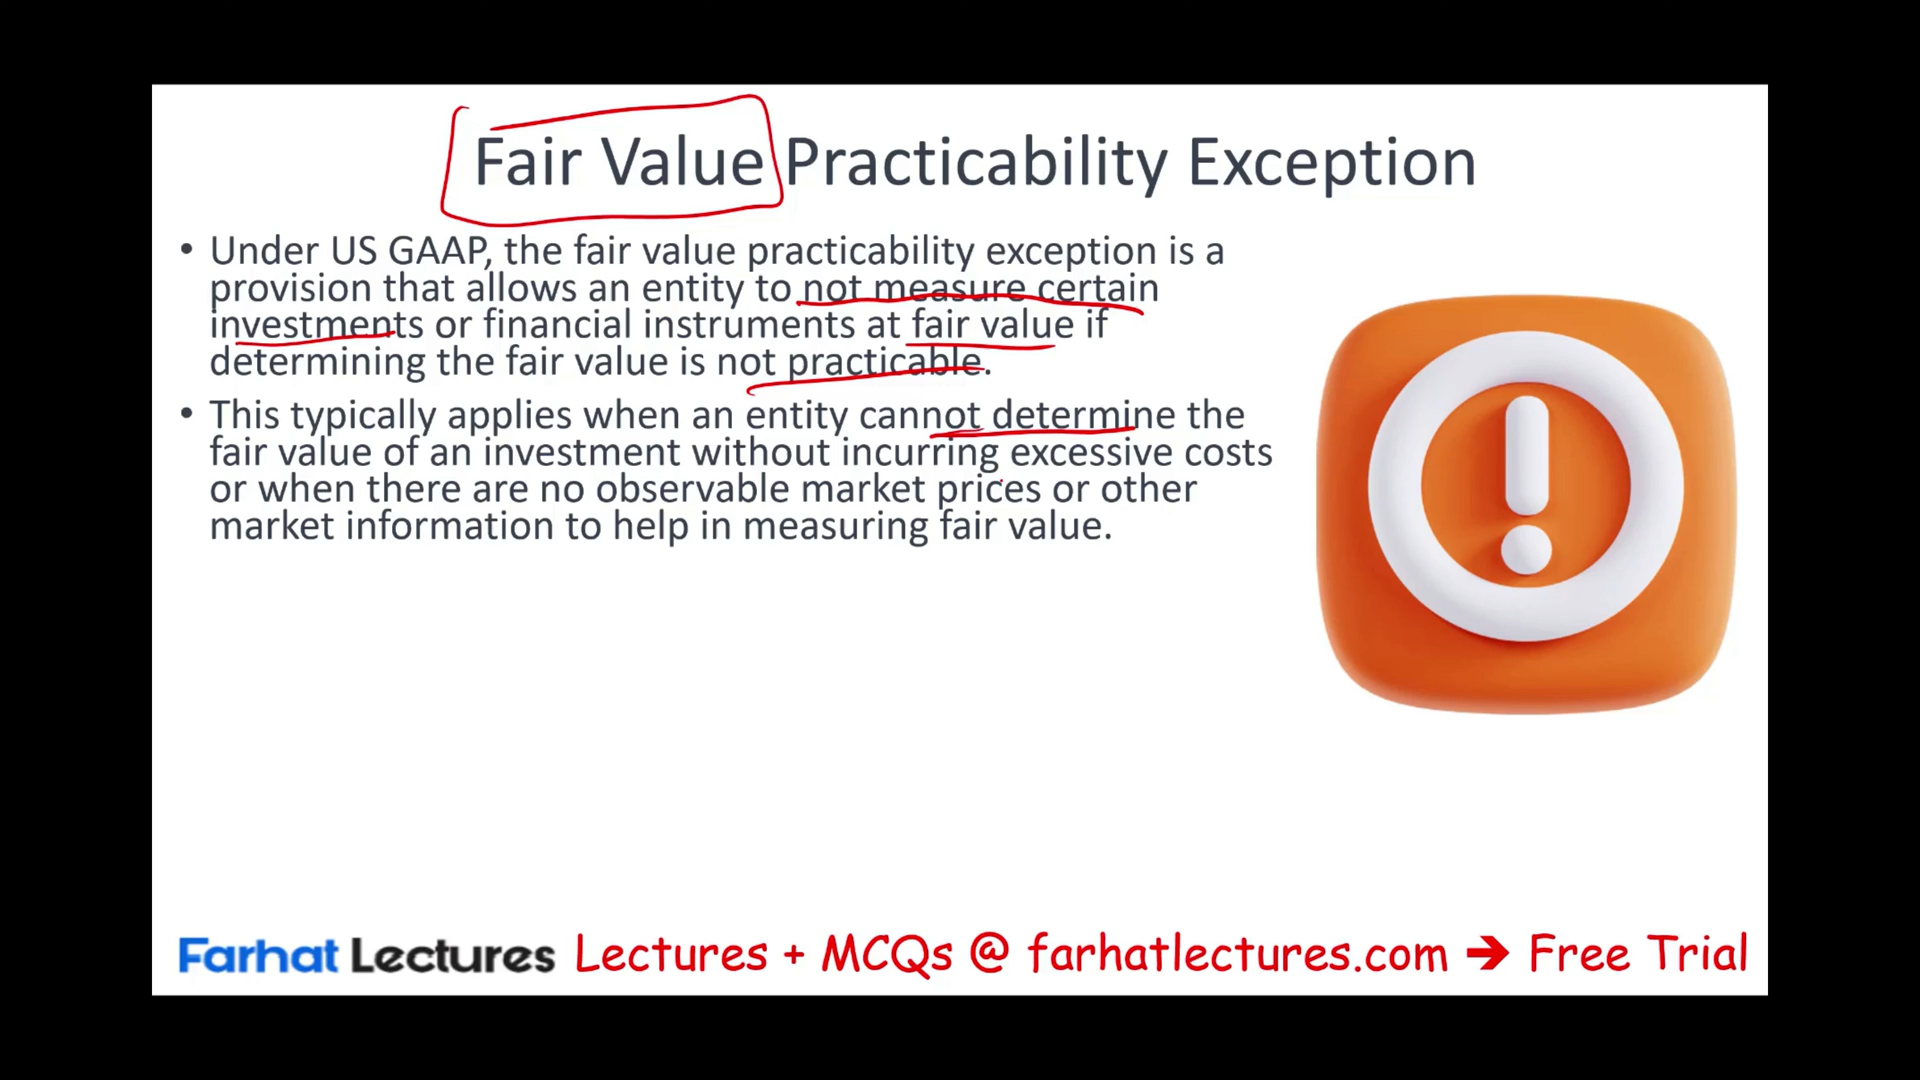 Fair Value Practicability Exception
• Under US GAAP, the fair value practicability exception is a
provision that allows an entity to not measure certain
investments or financial instruments at fair value if
determining the fair value is not practicable.
• This typically applies when an entity cannot determine the
fair value of an investment without incurring excessive costs
or when there are no observable market prices or other
market information to help in measuring fair value.
Farhat Lectures Lectures + MCQs @ farhatlectures.com ➔ Free Trial